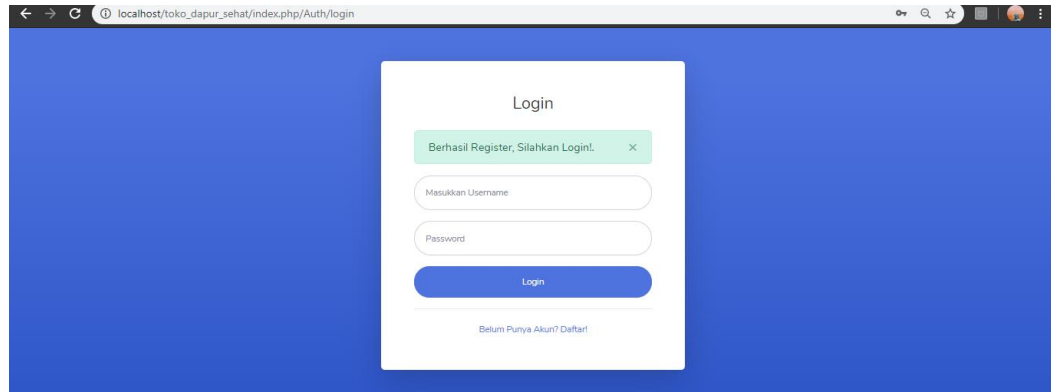 localhost/toko_dapur_sehat/index.php/Auth/login
Login
Berhasil Register, Silahkan Login!. ×
Masukkan Username
Password
Login
Belum Punya Akun? Daftar!